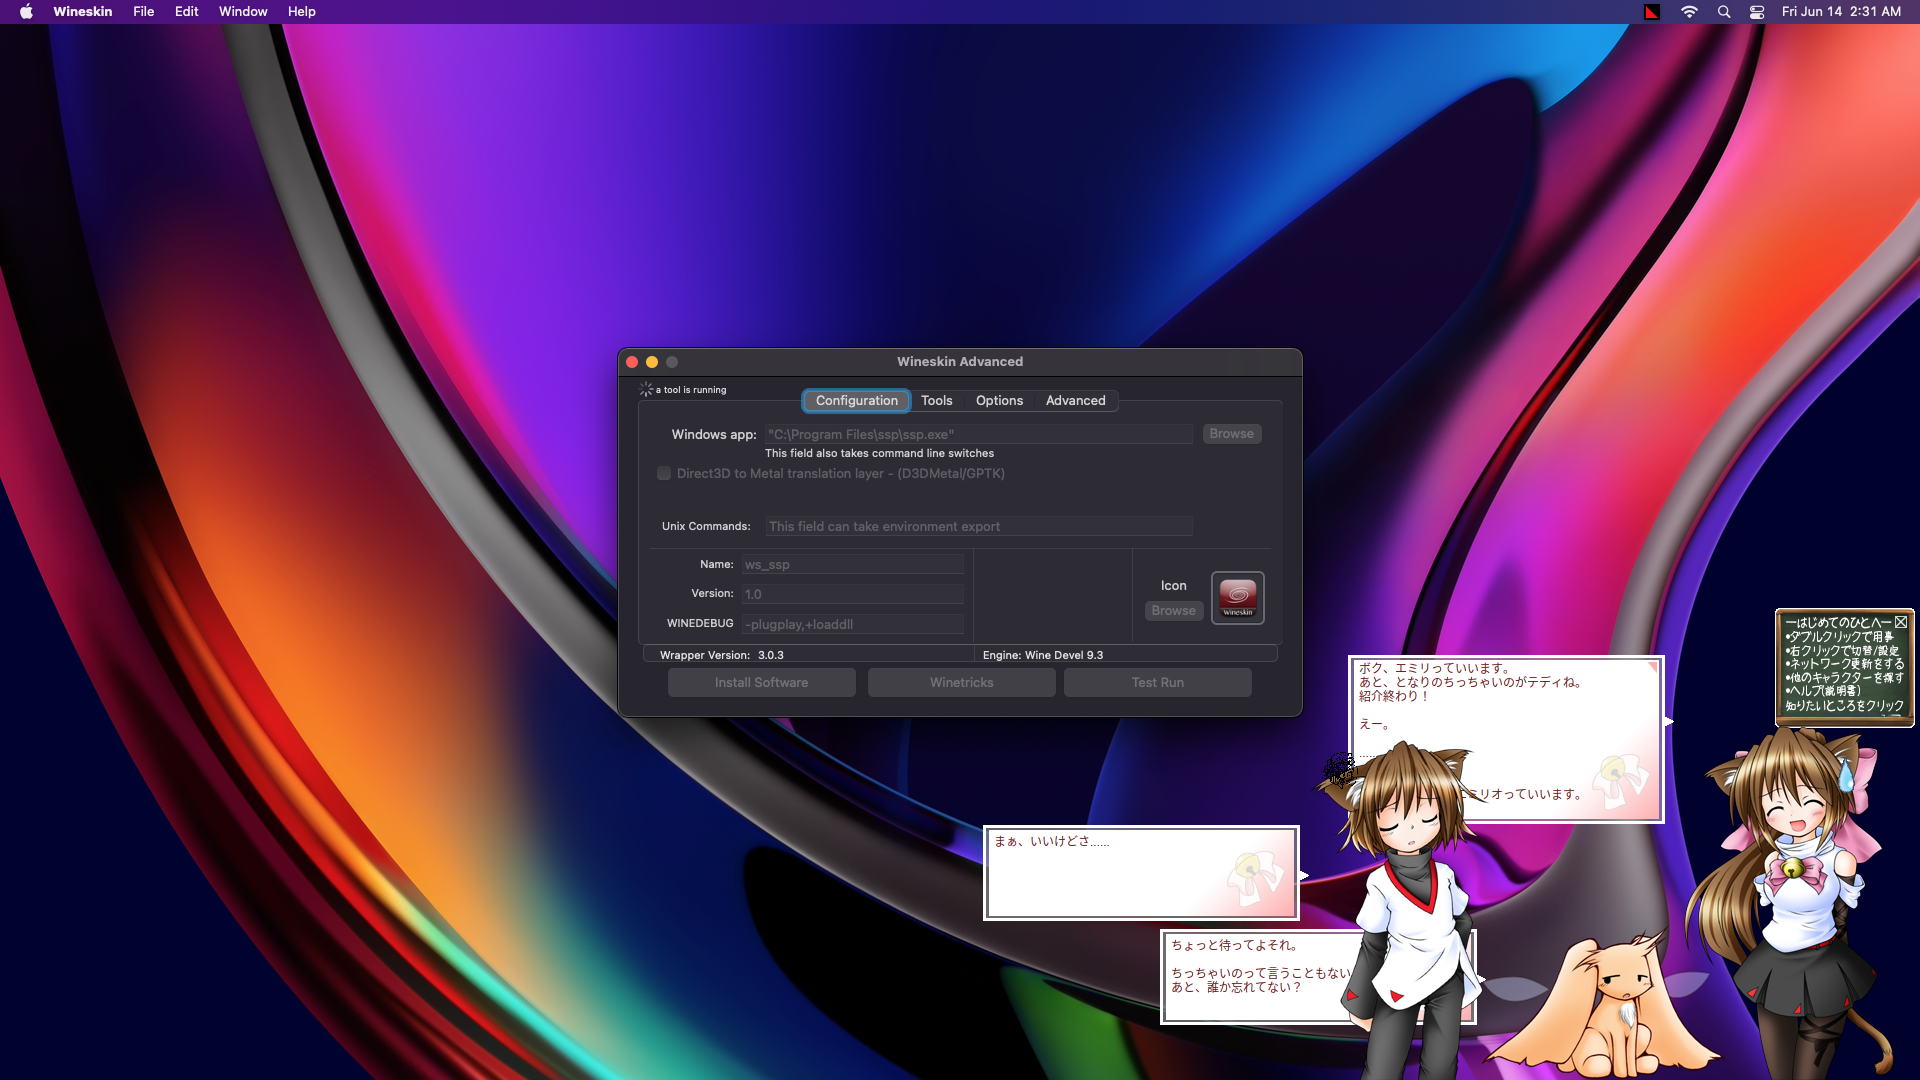 Wineskin File Edit Window Help
Fri Jun 14 2:31 AM
Wineskin Advanced
a tool is running
Configuration Tools Options Advanced
Windows app: "C:\Program Files\ssp\ssp.exe" Browse
This field also takes command line switches
Direct3D to Metal translation layer - (D3DMetal/GPTK)
Unix Commands: This field can take environment export
Name: ws_ssp
Version: 1.0
WINEDEBUG -plugplay,+loaddll
Icon
Browse
Wineskin
Wrapper Version: 3.0.3 Engine: Wine Devel 9.3
Install Software Winetricks Test Run
ーはじめてのひとへー
•ダブルクリックで用事
•右クリックで切替/設定
•ネットワーク更新をする
•他のキャラクターを探す
•ヘルプ(説明書)
知りたいところをクリック
ボク、エミリっていいます。
あと、となりのちっちゃいのがテディね。
紹介終わり！
えー。
……
エミリオっていいます。
まぁ、いいけどさ……
ちょっと待ってよそれ。
ちっちゃいのって言うこともない
あと、誰か忘れてない？